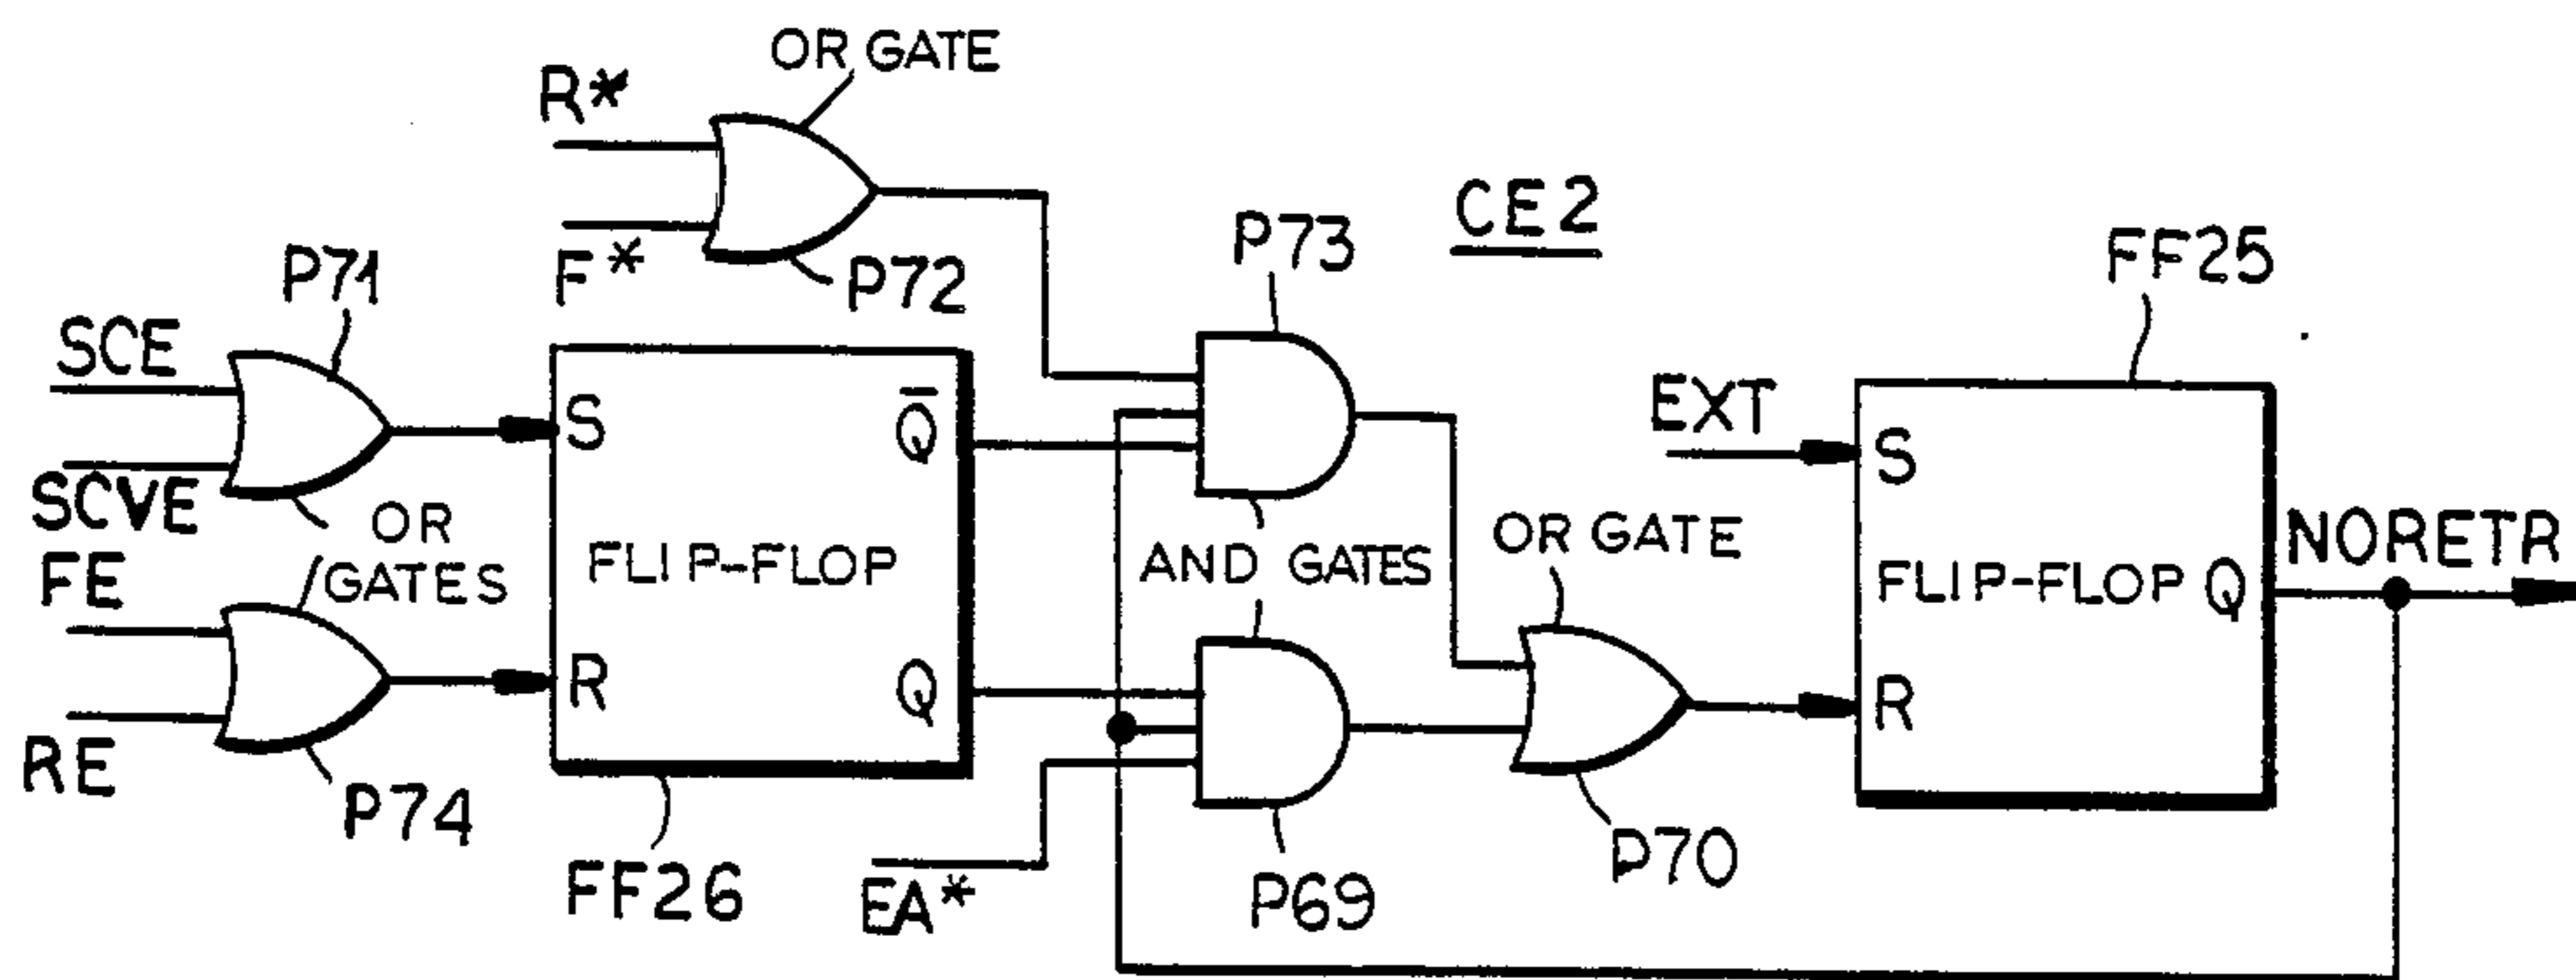 OR GATE
R*
F*
P72
CE2
P73
FF25
P71
SCE
SCVE
OR
GATES
FE
RE
P74
S
R
Q̅
Q
FLIP-FLOP
FF26
EA*
AND GATES
P69
OR GATE
P70
EXT
S
R
FLIP-FLOP
Q
NORETR